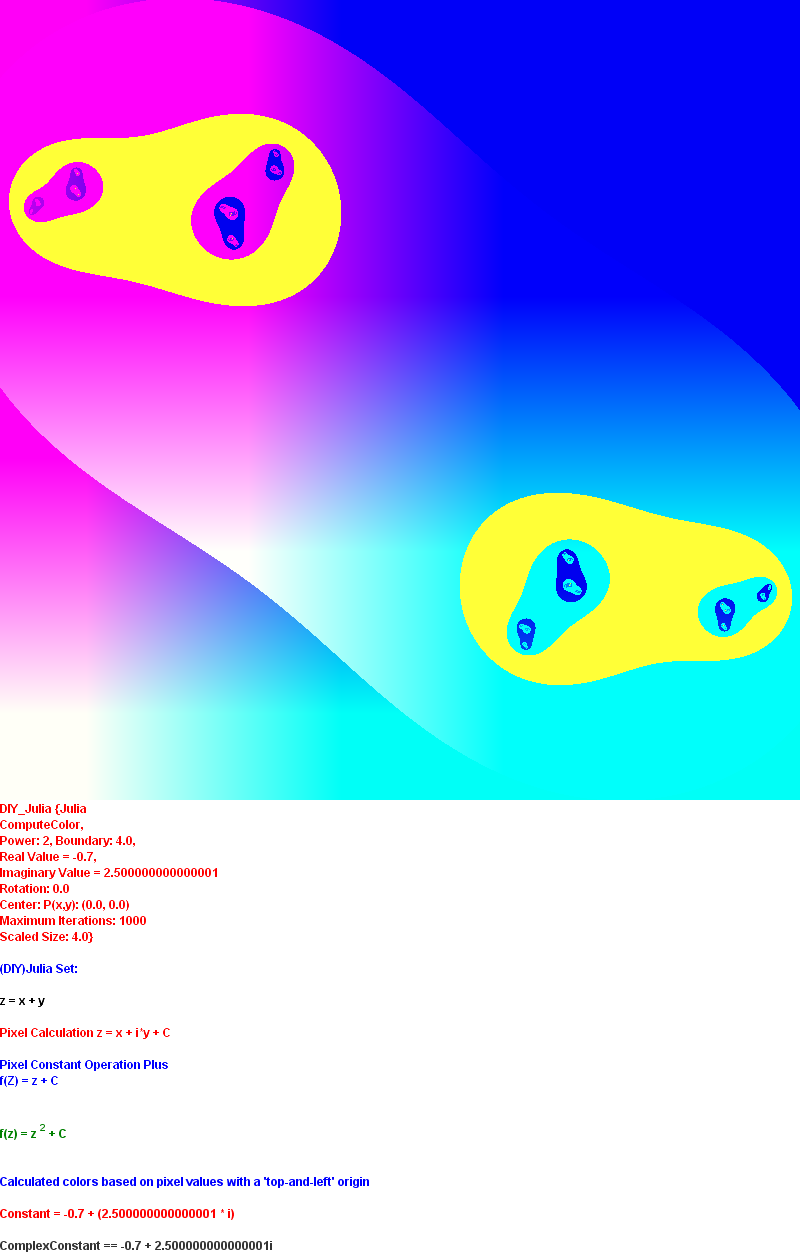 DIY_Julia {Julia
ComputeColor,
Power: 2, Boundary: 4.0,
Real Value = -0.7,
Imaginary Value = 2.500000000000001
Rotation: 0.0
Center: P(x,y): (0.0, 0.0)
Maximum Iterations: 1000
Scaled Size: 4.0}
(DIY)Julia Set:
z = x + y
Pixel Calculation z = x + i*y + C
Pixel Constant Operation Plus
f(Z) = z + C
f(z) = z 2 + C
Calculated colors based on pixel values with a 'top-and-left' origin
Constant = -0.7 + (2.500000000000001 * i)
ComplexConstant == -0.7 + 2.500000000000001i